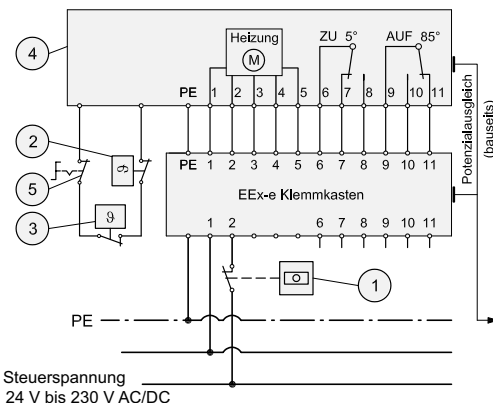 Heizung
M
ZU 5°
AUF 85°
4
PE 1 2 3 4 5 6 7 8 9 10 11
Potenzialausgleich
(bauseits)
2
ϑ
5
PE 1 2 3 4 5 6 7 8 9 10 11
EEx-e Klemmkasten
3
ϑ
1 2 6 7 8 9 10 11
1
PE
Steuerspannung
24 V bis 230 V AC/DC